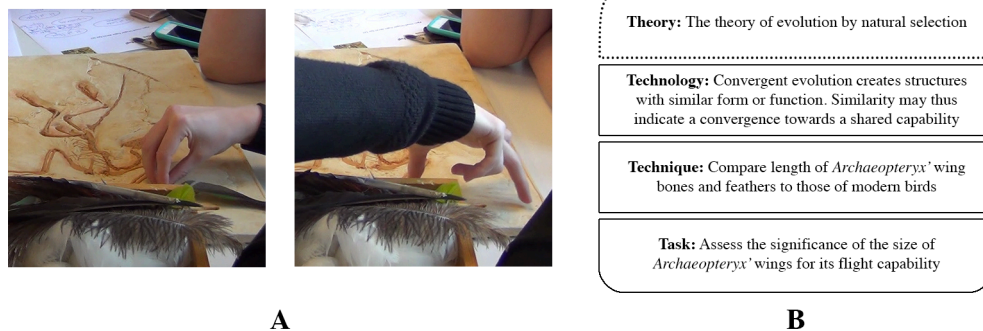 Theory: The theory of evolution by natural selection
Technology: Convergent evolution creates structures
with similar form or function. Similarity may thus
indicate a convergence towards a shared capability
Technique: Compare length of Archaeopteryx’ wing
bones and feathers to those of modern birds
Task: Assess the significance of the size of
Archaeopteryx’ wings for its flight capability
A
B